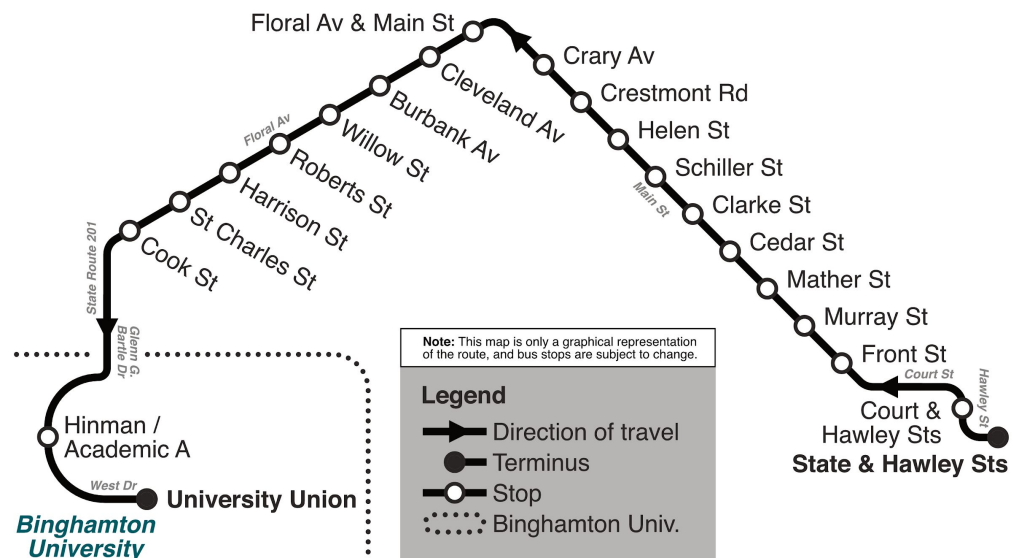 Floral Av & Main St
Crary Av
Crestmont Rd
Helen St
Schiller St
Clarke St
Cedar St
Mather St
Murray St
Front St
Main St
Court St
Hawley St
Court &
Hawley Sts
State & Hawley Sts
Cleveland Av
Burbank Av
Willow St
Roberts St
Harrison St
St Charles St
Cook St
Floral Av
State Route 201
Glenn G.
Bartle Dr
Hinman /
Academic A
West Dr
University Union
Binghamton
University
Note: This map is only a graphical representation
of the route, and bus stops are subject to change.
Legend
Direction of travel
Terminus
Stop
Binghamton Univ.